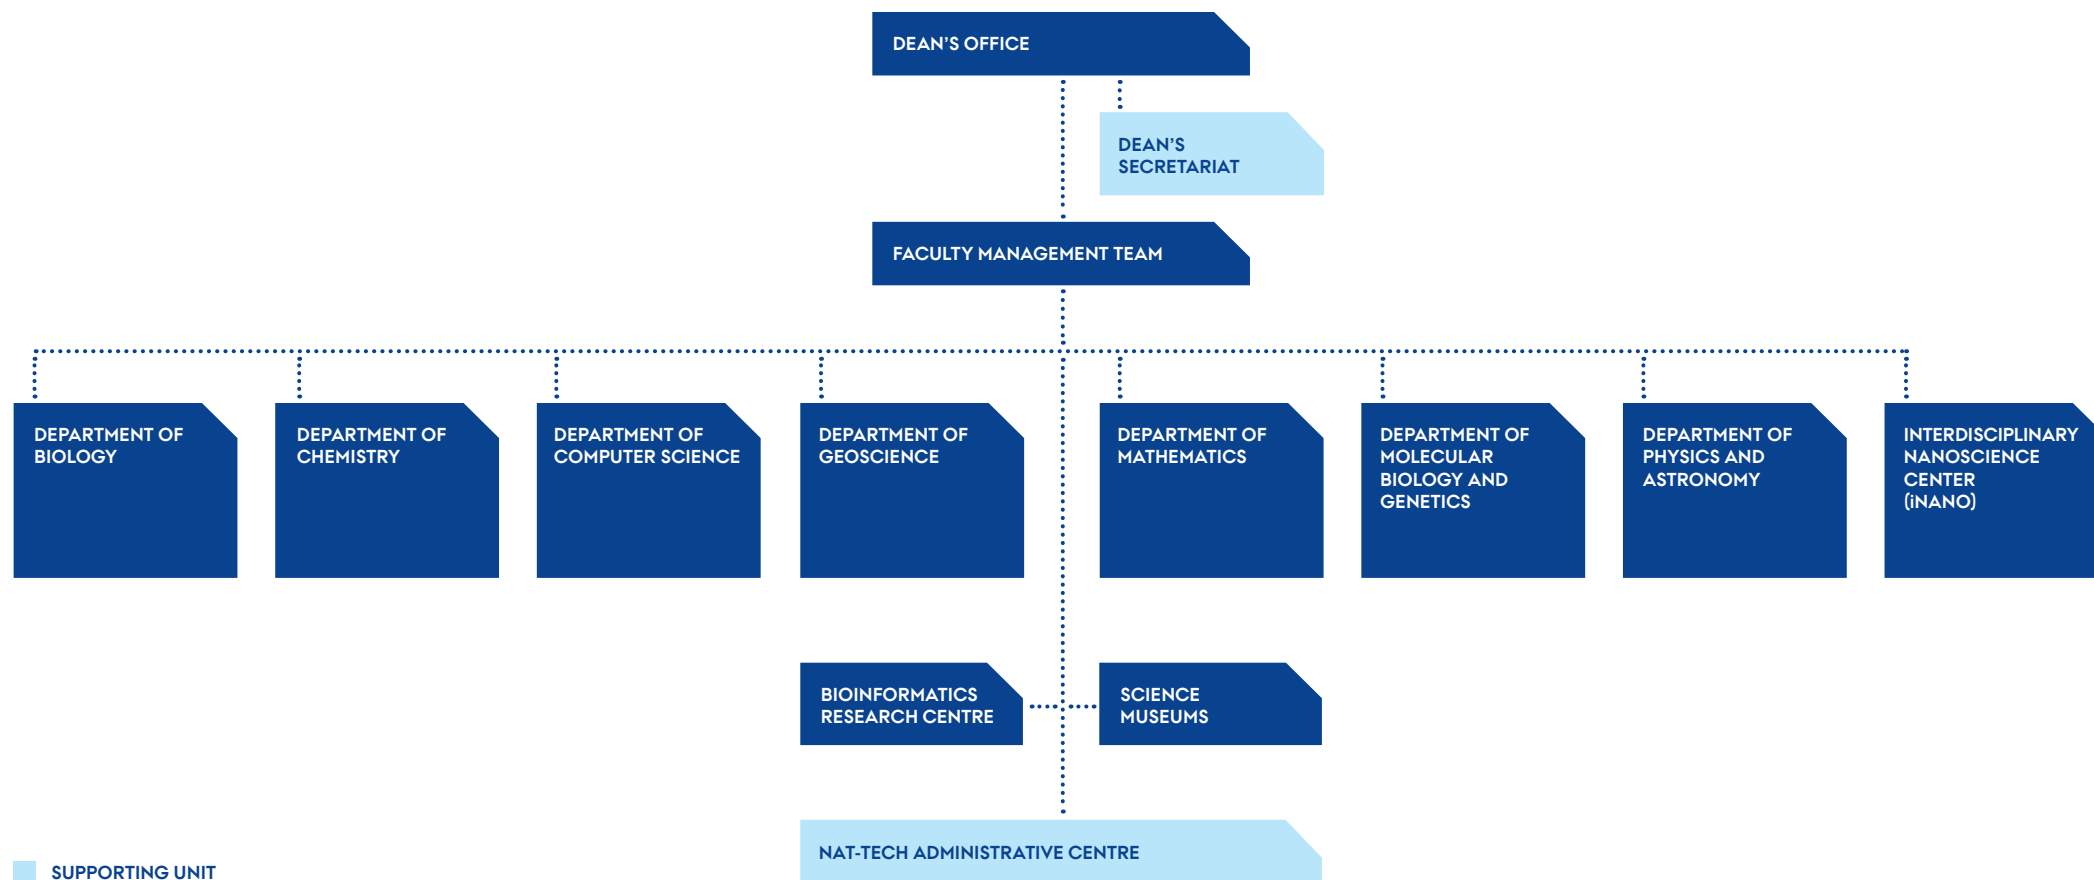 DEAN'S OFFICE
DEAN'S
SECRETARIAT
FACULTY MANAGEMENT TEAM
DEPARTMENT OF
BIOLOGY
DEPARTMENT OF
CHEMISTRY
DEPARTMENT OF
COMPUTER SCIENCE
DEPARTMENT OF
GEOSCIENCE
DEPARTMENT OF
MATHEMATICS
DEPARTMENT OF
MOLECULAR
BIOLOGY AND
GENETICS
DEPARTMENT OF
PHYSICS AND
ASTRONOMY
INTERDISCIPLINARY
NANOSCIENCE
CENTER
(iNANO)
BIOINFORMATICS
RESEARCH CENTRE
SCIENCE
MUSEUMS
NAT-TECH ADMINISTRATIVE CENTRE
SUPPORTING UNIT